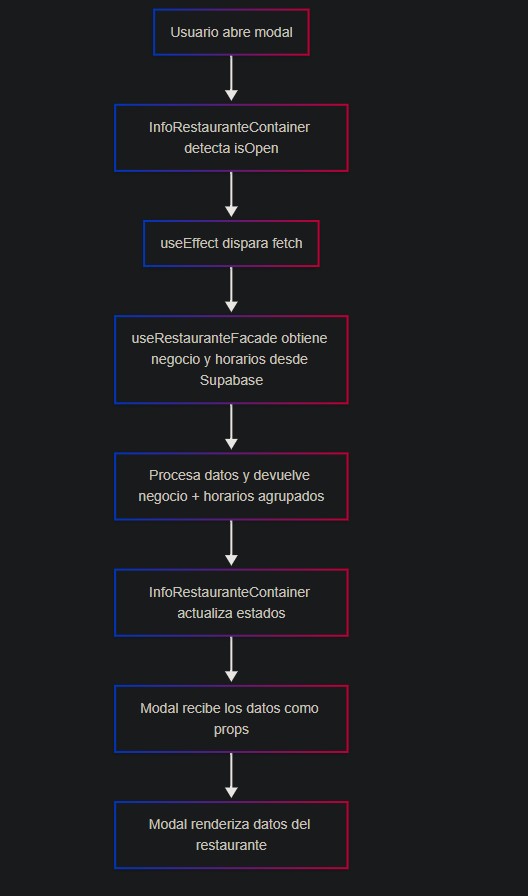 Usuario abre modal
InfoRestauranteContainer
detecta isOpen
useEffect dispara fetch
useRestauranteFacade obtiene
negocio y horarios desde
Supabase
Procesa datos y devuelve
negocio + horarios agrupados
InfoRestauranteContainer
actualiza estados
Modal recibe los datos como
props
Modal renderiza datos del
restaurante